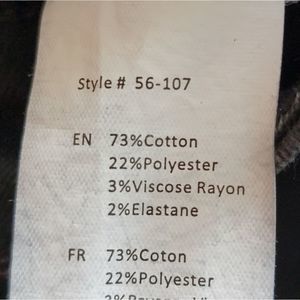 Style # 56-107
EN 73%Cotton
22%Polyester
3%Viscose Rayon
2%Elastane
FR 73%Coton
22%Polyester